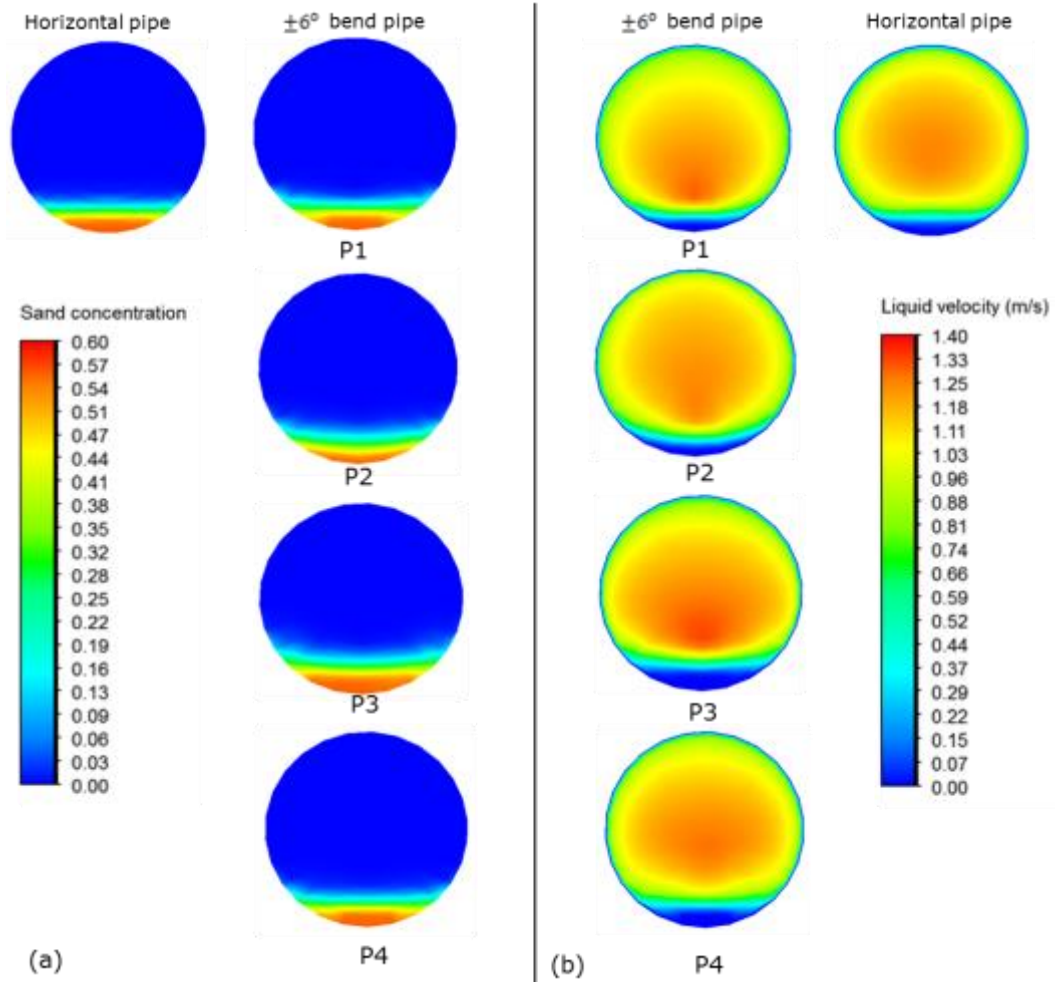 Horizontal pipe
±6° bend pipe
P1
Sand concentration
0.60
0.57
0.54
0.51
0.47
0.44
0.41
0.38
0.35
0.32
0.28
0.25
0.22
0.19
0.16
0.13
0.09
0.06
0.03
0.00
P2
P3
P4
(a)
±6° bend pipe
Horizontal pipe
P1
P2
P3
P4
Liquid velocity (m/s)
1.40
1.33
1.25
1.18
1.11
1.03
0.96
0.88
0.81
0.74
0.66
0.59
0.52
0.44
0.37
0.29
0.22
0.15
0.07
0.00
(b)